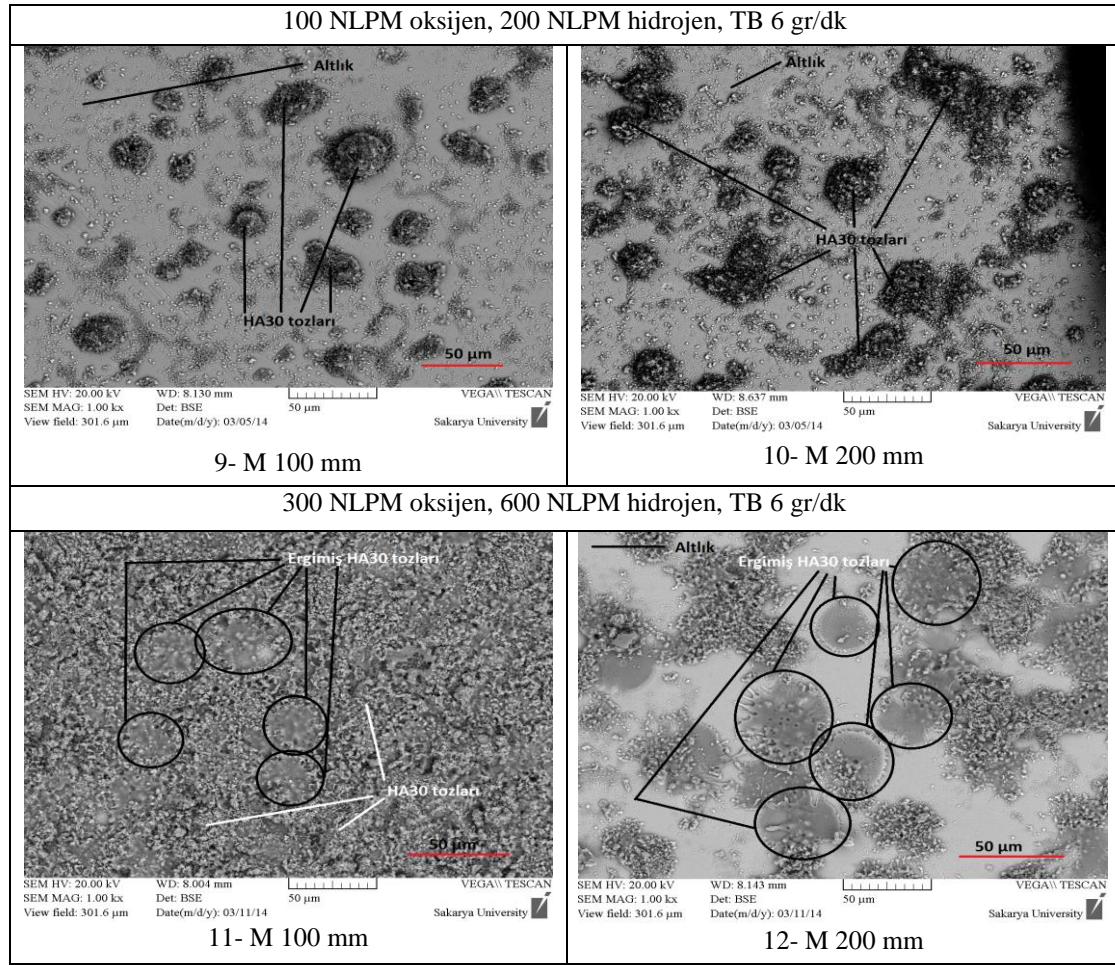 100 NLPM oksijen, 200 NLPM hidrojen, TB 6 gr/dk
Altlık
HA30 tozları
50 µm
SEM HV: 20.00 kV WD: 8.130 mm VEGA\\ TESCAN
SEM MAG: 1.00 kx Det: BSE 50 µm
View field: 301.6 µm Date(m/d/y): 03/05/14 Sakarya University
9- M 100 mm
Altlık
HA30 tozları
50 µm
SEM HV: 20.00 kV WD: 8.637 mm VEGA\\ TESCAN
SEM MAG: 1.00 kx Det: BSE 50 µm
View field: 301.6 µm Date(m/d/y): 03/05/14 Sakarya University
10- M 200 mm
300 NLPM oksijen, 600 NLPM hidrojen, TB 6 gr/dk
Ergimiş HA30 tozları
HA30 tozları
50 µm
SEM HV: 20.00 kV WD: 8.004 mm VEGA\\ TESCAN
SEM MAG: 1.00 kx Det: BSE 50 µm
View field: 301.6 µm Date(m/d/y): 03/11/14 Sakarya University
11- M 100 mm
Altlık
Ergimiş HA30 tozları
50 µm
SEM HV: 20.00 kV WD: 8.143 mm VEGA\\ TESCAN
SEM MAG: 1.00 kx Det: BSE 50 µm
View field: 301.6 µm Date(m/d/y): 03/11/14 Sakarya University
12- M 200 mm